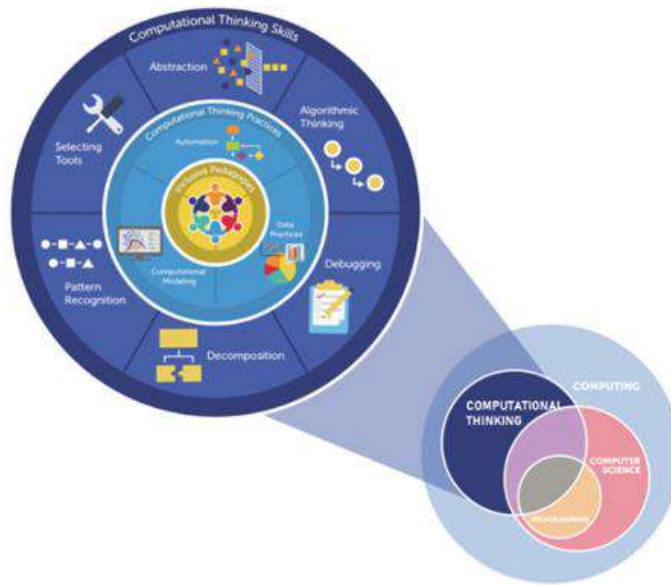 Computational Thinking Skills
Abstraction
Algorithmic
Thinking
Selecting
Tools
Computational Thinking Practices
Automation
Inclusive Pedagogies
Data
Practices
Computational
Modeling
Debugging
Pattern
Recognition
Decomposition
COMPUTING
COMPUTATIONAL
THINKING
COMPUTER
SCIENCE
PROGRAMMING